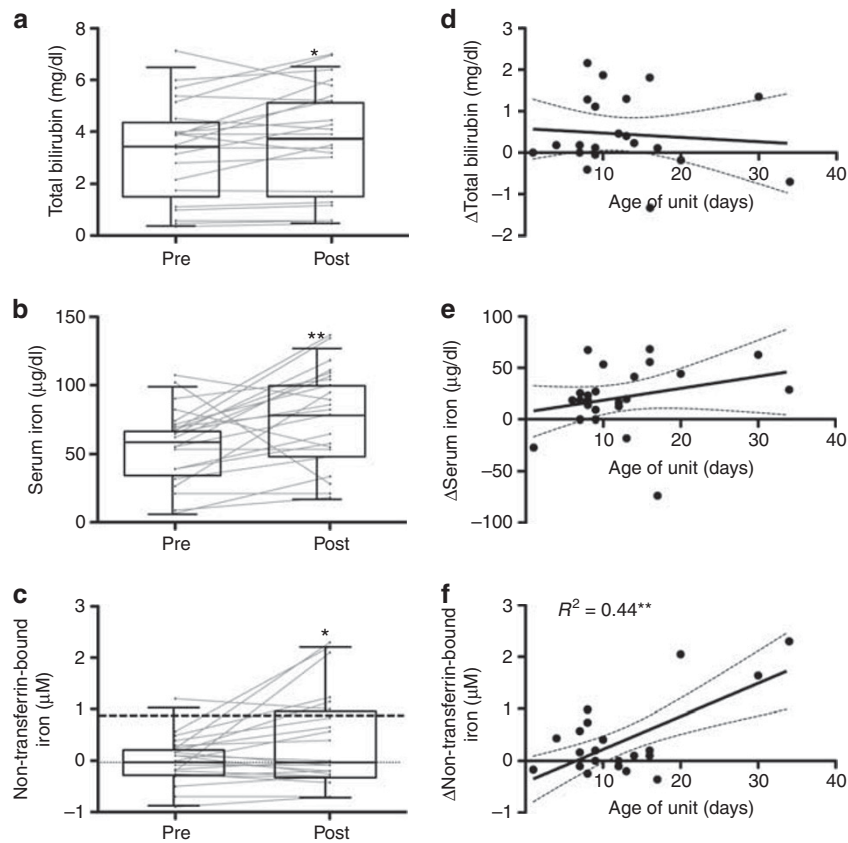 a
Total bilirubin (mg/dl)
8
6
4
2
0
*
Pre
Post
b
Serum iron (μg/dl)
150
100
50
0
**
Pre
Post
c
Non-transferrin-bound
iron (μM)
3
2
1
0
–1
*
Pre
Post
d
ΔTotal bilirubin (mg/dl)
3
2
1
0
–1
–2
10
20
30
40
Age of unit (days)
e
ΔSerum iron (μg/dl)
100
50
0
–50
–100
10
20
30
40
Age of unit (days)
f
ΔNon-transferrin-bound
iron (μM)
3
2
1
0
–1
R² = 0.44**
10
20
30
40
Age of unit (days)